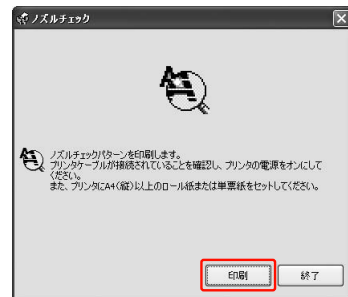 ノズルチェック
ノズルチェックパターンを印刷します。
プリンタケーブルが接続されていることを確認し、プリンタの電源をオンにして
ください。
また、プリンタにA4(縦)以上のロール紙または単票紙をセットしてください。
印刷
終了